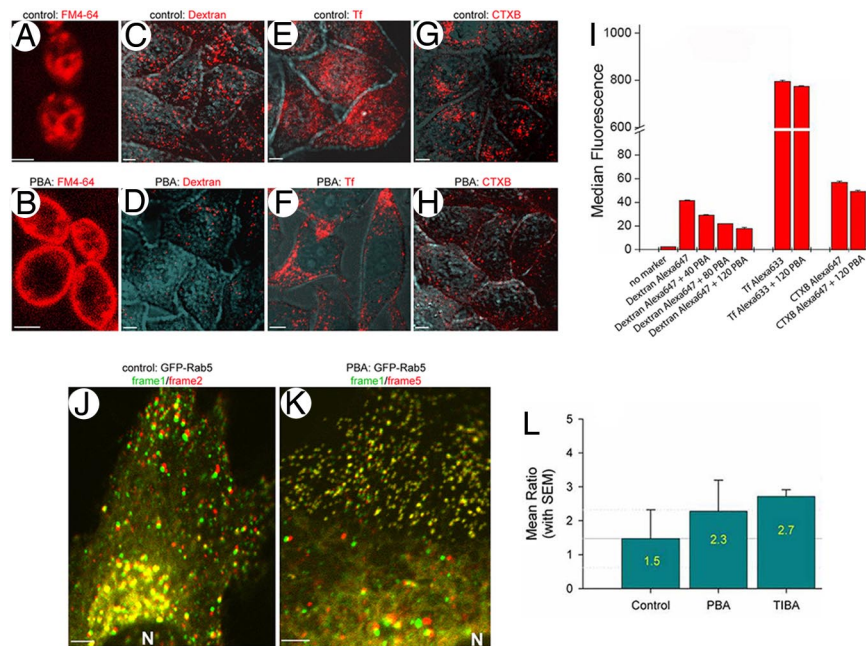 control: FM4-64
A
control: Dextran
C
control: Tf
E
control: CTXB
G
PBA: FM4-64
B
PBA: Dextran
D
PBA: Tf
F
PBA: CTXB
H
I
Median Fluorescence
1000
800
600
80
60
40
20
0
no marker
Dextran Alexa647
Dextran Alexa647 + 40 PBA
Dextran Alexa647 + 80 PBA
Dextran Alexa647 + 120 PBA
Tf Alexa633
Tf Alexa633 + 120 PBA
CTXB Alexa647
CTXB Alexa647 + 120 PBA
control: GFP-Rab5
frame1/frame2
J
N
PBA: GFP-Rab5
frame1/frame5
K
N
L
Mean Ratio
(with SEM)
5
4
3
2
1
0
1.5
2.3
2.7
Control
PBA
TIBA